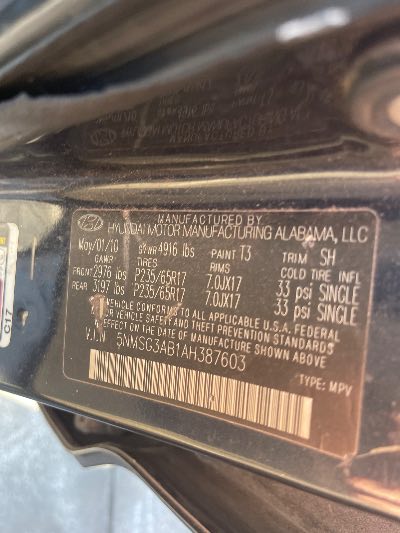 MANUFACTURED BY
HYUNDAI MOTOR MANUFACTURING ALABAMA, LLC
May/01/10 GVWR 4916 lbs PAINT T3 TRIM SH
GAWR RIMS COLD TIRE INFL
FRONT 2976 lbs P235/65R17 7.0JX17 33 psi SINGLE
REAR 3197 lbs P235/65R17 7.0JX17 33 psi SINGLE
THIS VEHICLE CONFORMS TO ALL APPLICABLE U.S.A. FEDERAL
MOTOR VEHICLE SAFETY AND THEFT PREVENTION STANDARDS
IN EFFECT ON THE DATE OF MANUFACTURE SHOWN ABOVE.
V.I.N 5NMSG3AB1AH387603
TYPE: MPV
C17